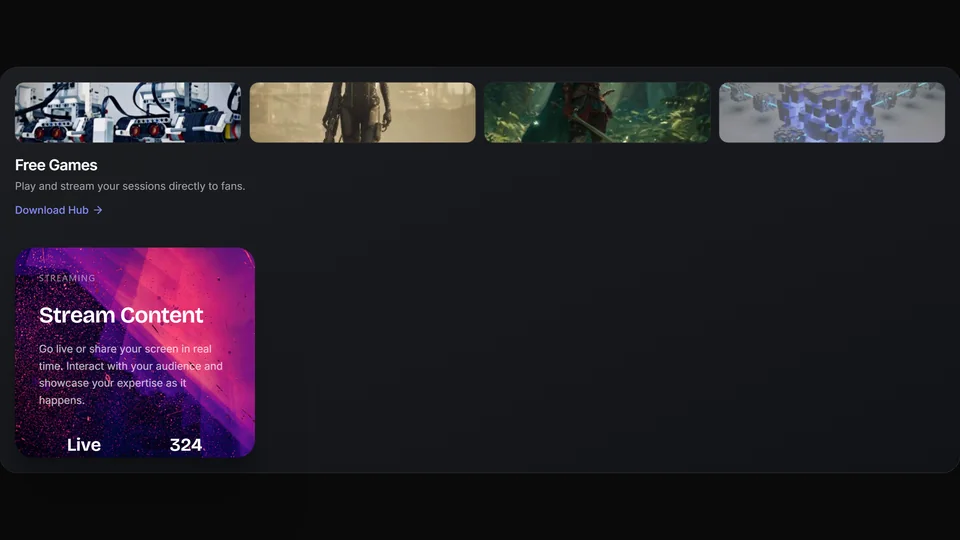 Free Games
Play and stream your sessions directly to fans.
Download Hub →
STREAMING
Stream Content
Go live or share your screen in real
time. Interact with your audience and
showcase your expertise as it
happens.
Live 324